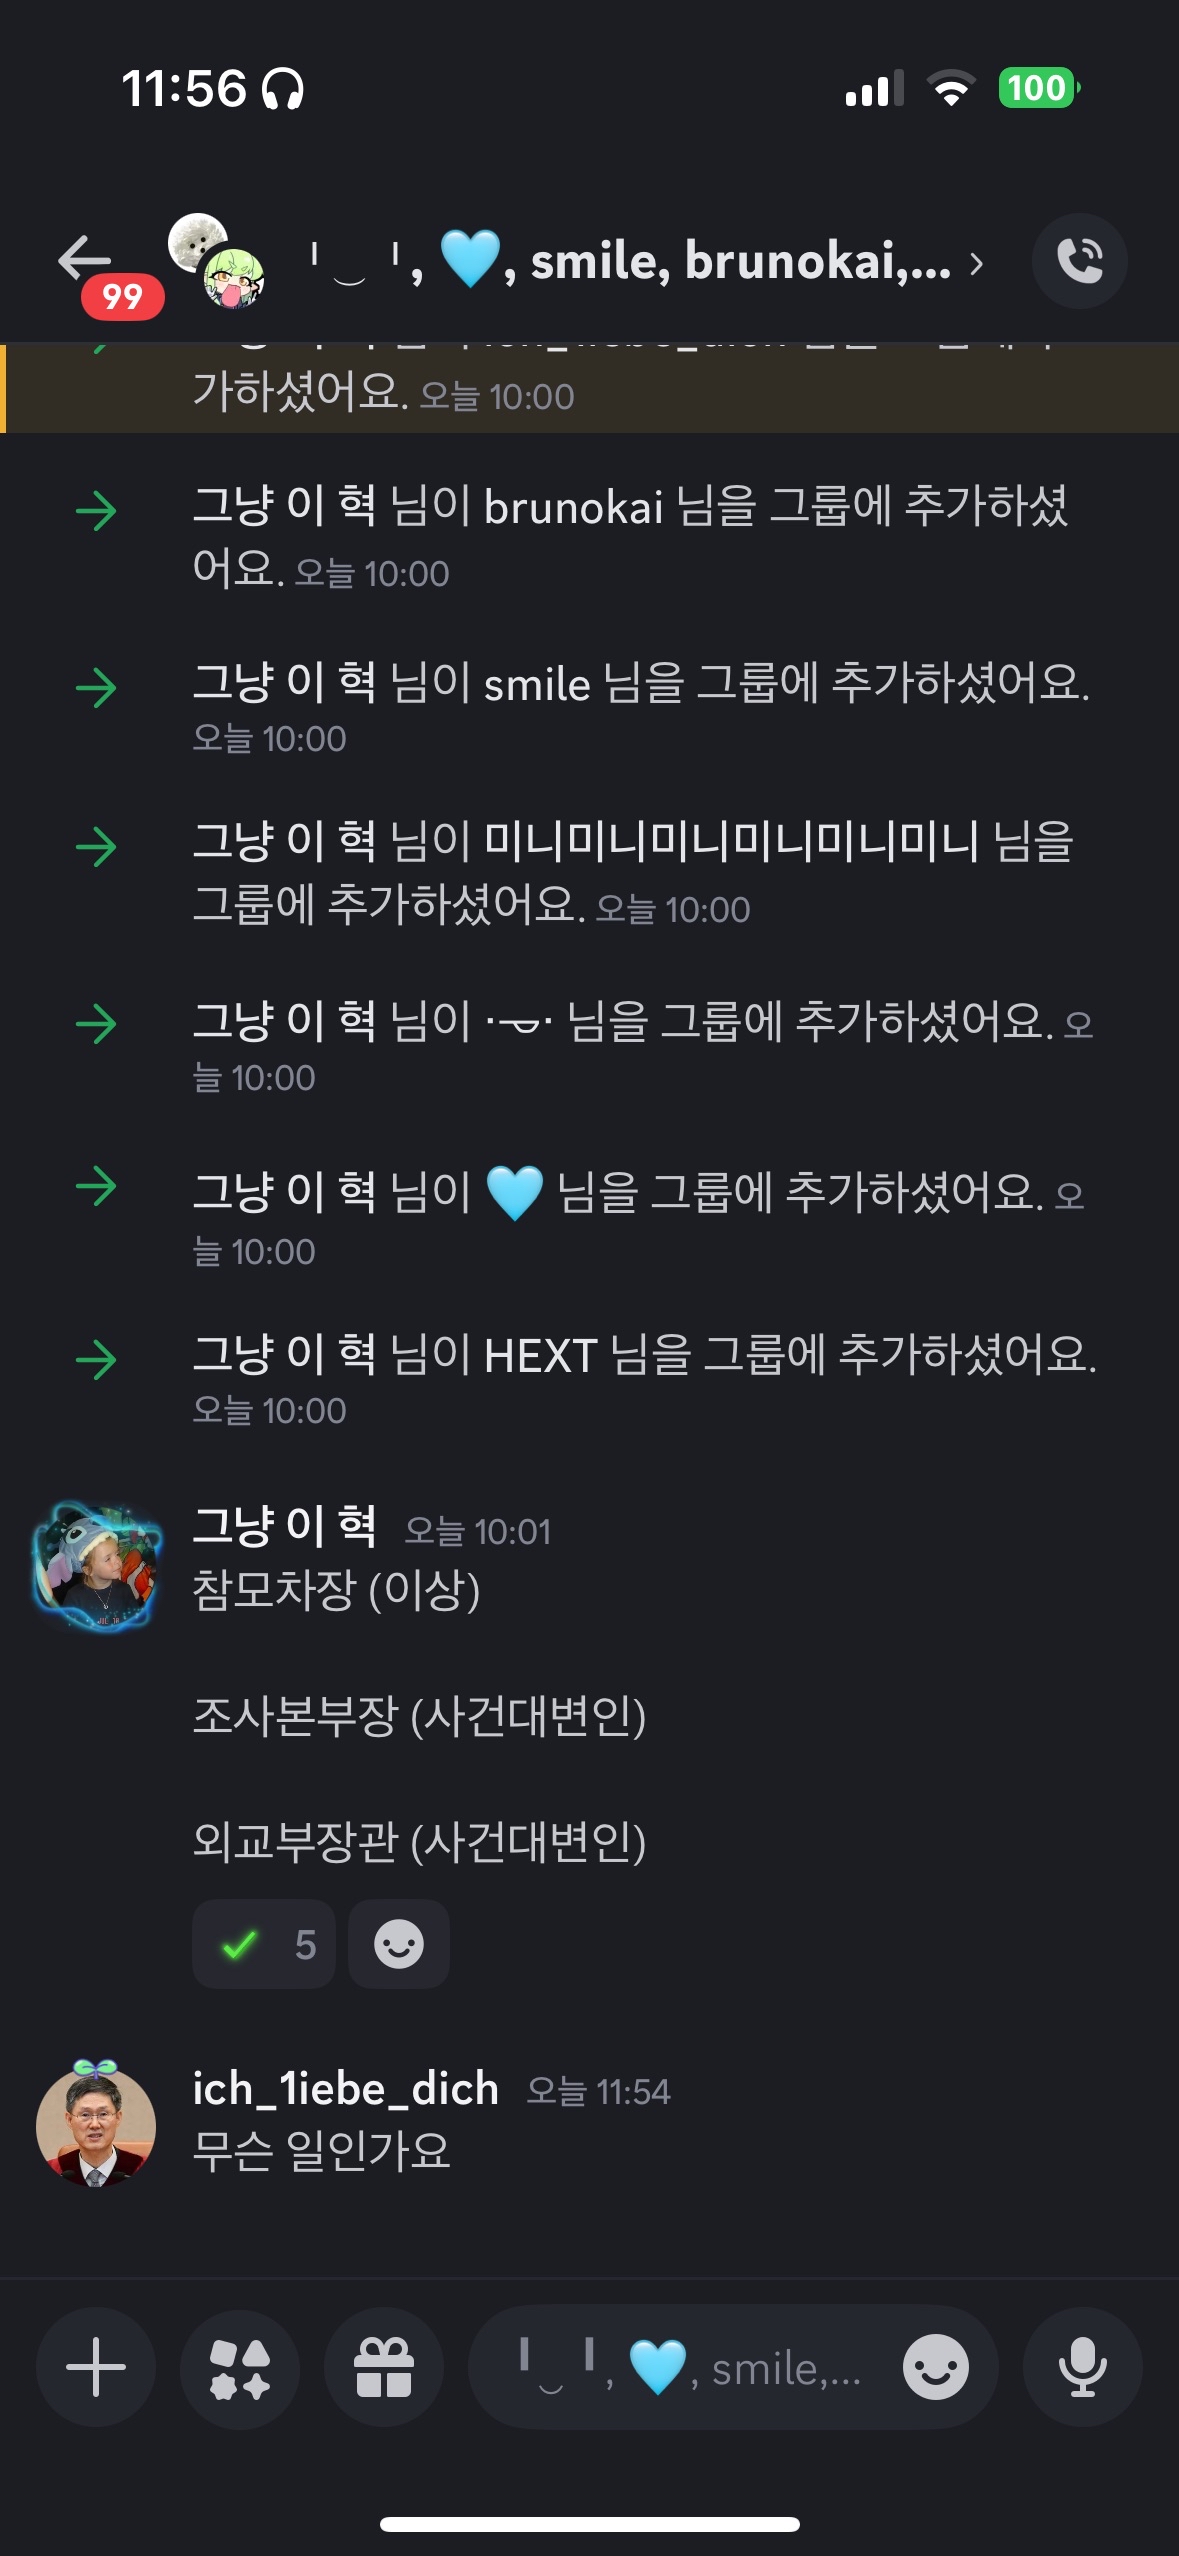 11:56
100
99
╵‿╵, 🩵, smile, brunokai,... ›
가하셨어요. 오늘 10:00
그냥 이 혁 님이 brunokai 님을 그룹에 추가하셨
어요. 오늘 10:00
그냥 이 혁 님이 smile 님을 그룹에 추가하셨어요.
오늘 10:00
그냥 이 혁 님이 미니미니미니미니미니미니 님을
그룹에 추가하셨어요. 오늘 10:00
그냥 이 혁 님이 님을 그룹에 추가하셨어요. 오
늘 10:00
그냥 이 혁 님이 🩵 님을 그룹에 추가하셨어요. 오
늘 10:00
그냥 이 혁 님이 HEXT 님을 그룹에 추가하셨어요.
오늘 10:00
그냥 이 혁 오늘 10:01
참모차장 (이상)
조사본부장 (사건대변인)
외교부장관 (사건대변인)
5
ich_1iebe_dich 오늘 11:54
무슨 일인가요
╵‿╵, 🩵, smile,...